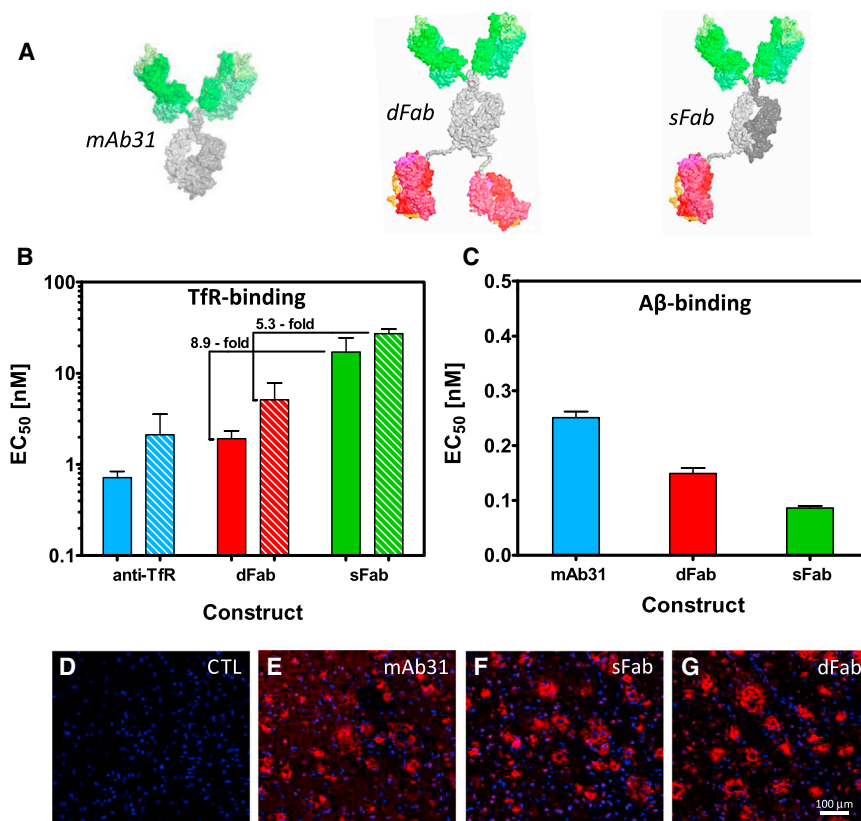 A
mAb31
dFab
sFab
B
TfR-binding
5.3 - fold
8.9 - fold
100
10
1
0.1
EC50 [nM]
anti-TfR
dFab
sFab
Construct
C
Aβ-binding
0.5
0.4
0.3
0.2
0.1
0.0
EC50 [nM]
mAb31
dFab
sFab
Construct
D
CTL
E
mAb31
F
sFab
G
dFab
100 μm